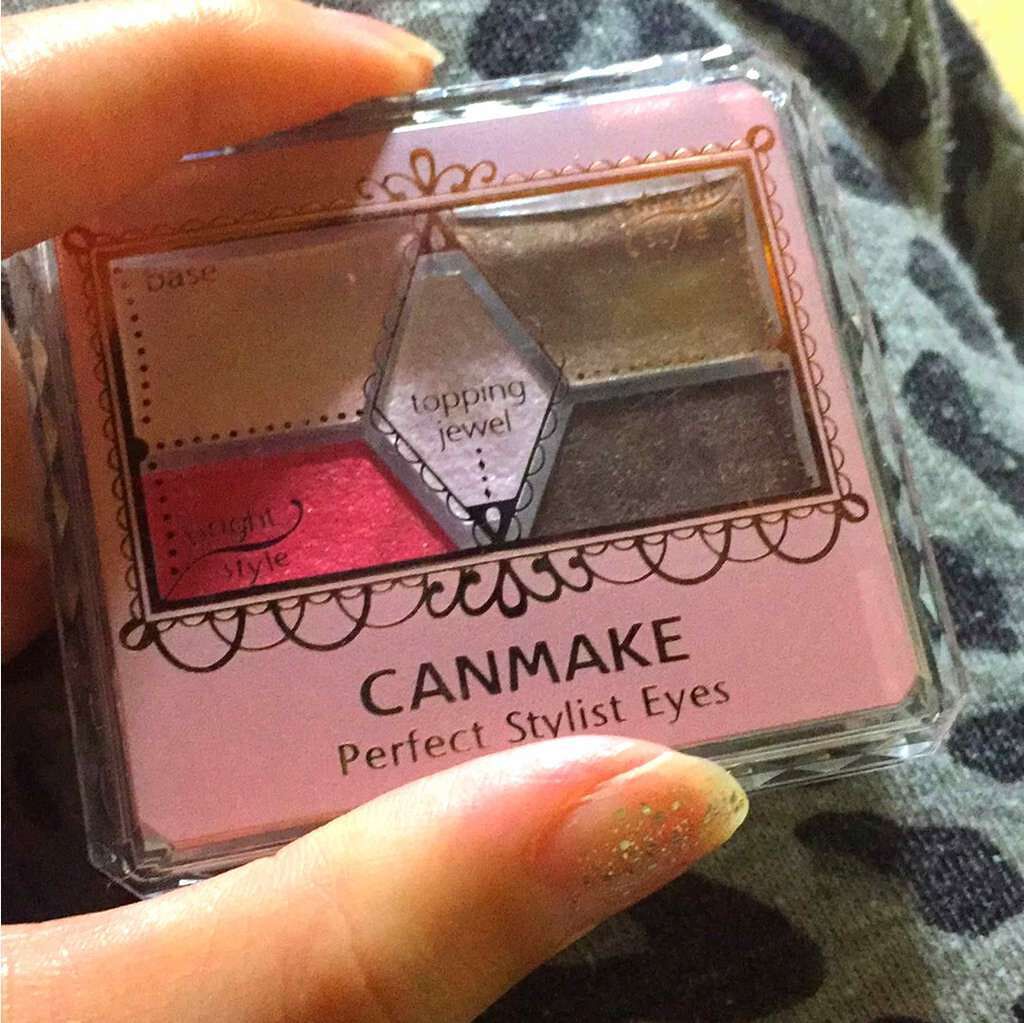 base
topping
jewel
bright
style
CANMAKE
Perfect Stylist Eyes